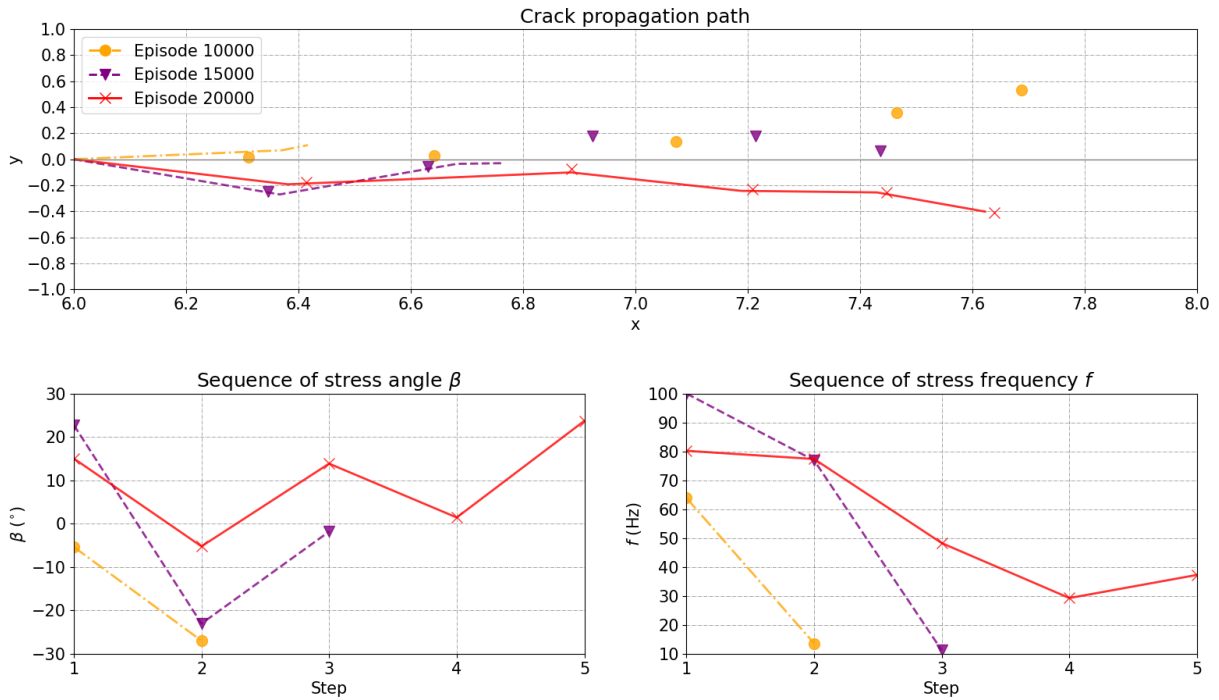 Crack propagation path
1.0
0.8
0.6
0.4
0.2
0.0
−0.2
−0.4
−0.6
−0.8
−1.0
y
Episode 10000
Episode 15000
Episode 20000
6.0 6.2 6.4 6.6 6.8 7.0 7.2 7.4 7.6 7.8 8.0
x
Sequence of stress angle β
30
20
10
0
−10
−20
−30
β (°)
1 2 3 4 5
Step
Sequence of stress frequency f
100
90
80
70
60
50
40
30
20
10
f (Hz)
1 2 3 4 5
Step